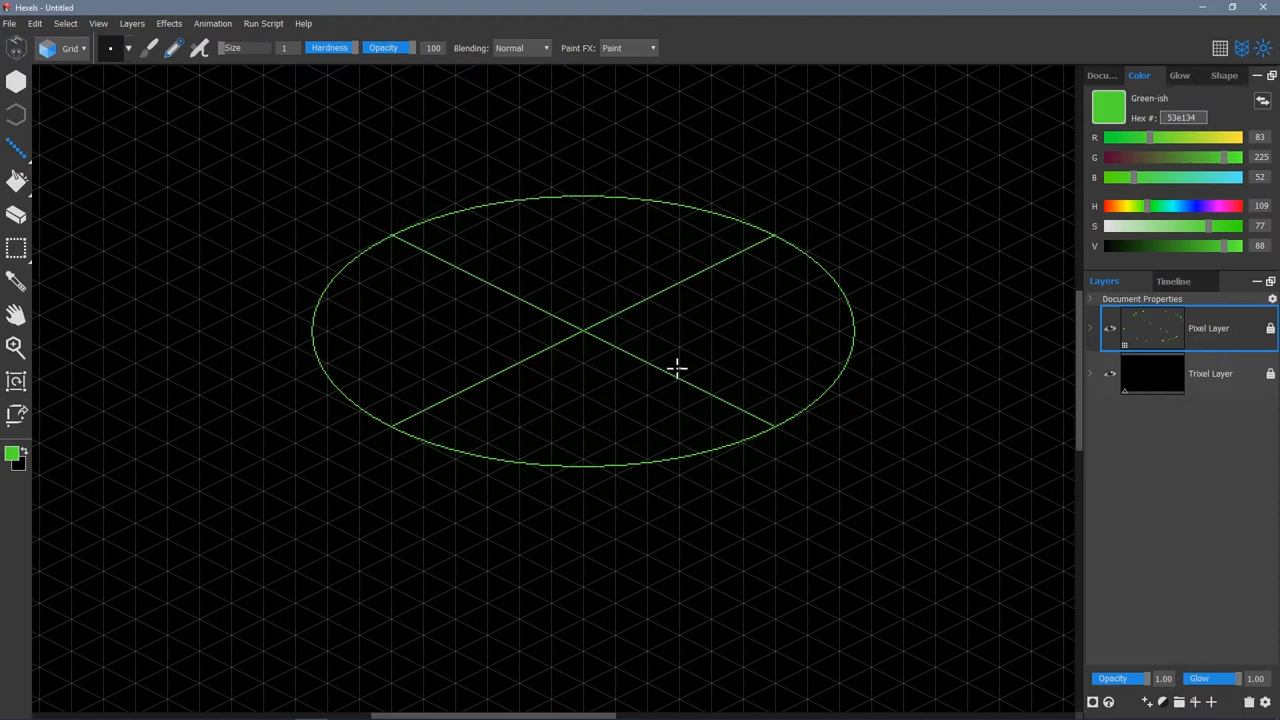 Hexels - Untitled
File Edit Select View Layers Effects Animation Run Script Help
Grid Size 1 Hardness Opacity 100 Blending: Normal Paint FX: Paint
Docu... Color Glow Shape
Green-ish
Hex #: 53e134
R 83
G 225
B 52
H 109
S 77
V 88
Layers Timeline
Document Properties
Pixel Layer
Trixel Layer
Opacity 1.00 Glow 1.00